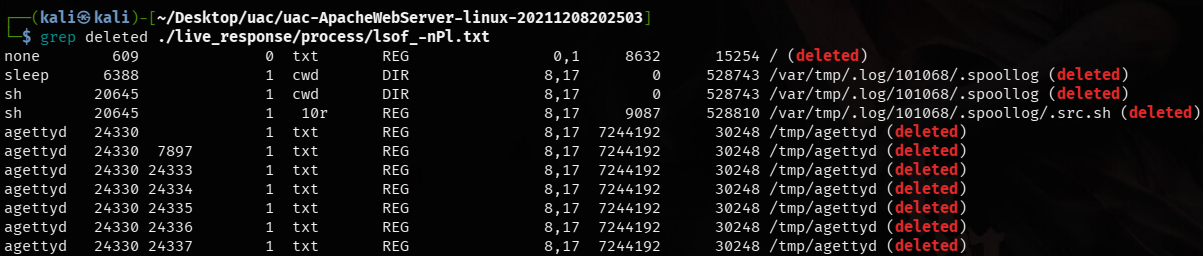 ┌──(kali㉿kali)-[~/Desktop/uac/uac-ApacheWebServer-linux-20211208202503]
└─$ grep deleted ./live_response/process/lsof_-nPl.txt
none 609 0 txt REG 0,1 8632 15254 / (deleted)
sleep 6388 1 cwd DIR 8,17 0 528743 /var/tmp/.log/101068/.spoollog (deleted)
sh 20645 1 cwd DIR 8,17 0 528743 /var/tmp/.log/101068/.spoollog (deleted)
sh 20645 1 10r REG 8,17 9087 528810 /var/tmp/.log/101068/.spoollog/.src.sh (deleted)
agettyd 24330 1 txt REG 8,17 7244192 30248 /tmp/agettyd (deleted)
agettyd 24330 7897 1 txt REG 8,17 7244192 30248 /tmp/agettyd (deleted)
agettyd 24330 24333 1 txt REG 8,17 7244192 30248 /tmp/agettyd (deleted)
agettyd 24330 24334 1 txt REG 8,17 7244192 30248 /tmp/agettyd (deleted)
agettyd 24330 24335 1 txt REG 8,17 7244192 30248 /tmp/agettyd (deleted)
agettyd 24330 24336 1 txt REG 8,17 7244192 30248 /tmp/agettyd (deleted)
agettyd 24330 24337 1 txt REG 8,17 7244192 30248 /tmp/agettyd (deleted)